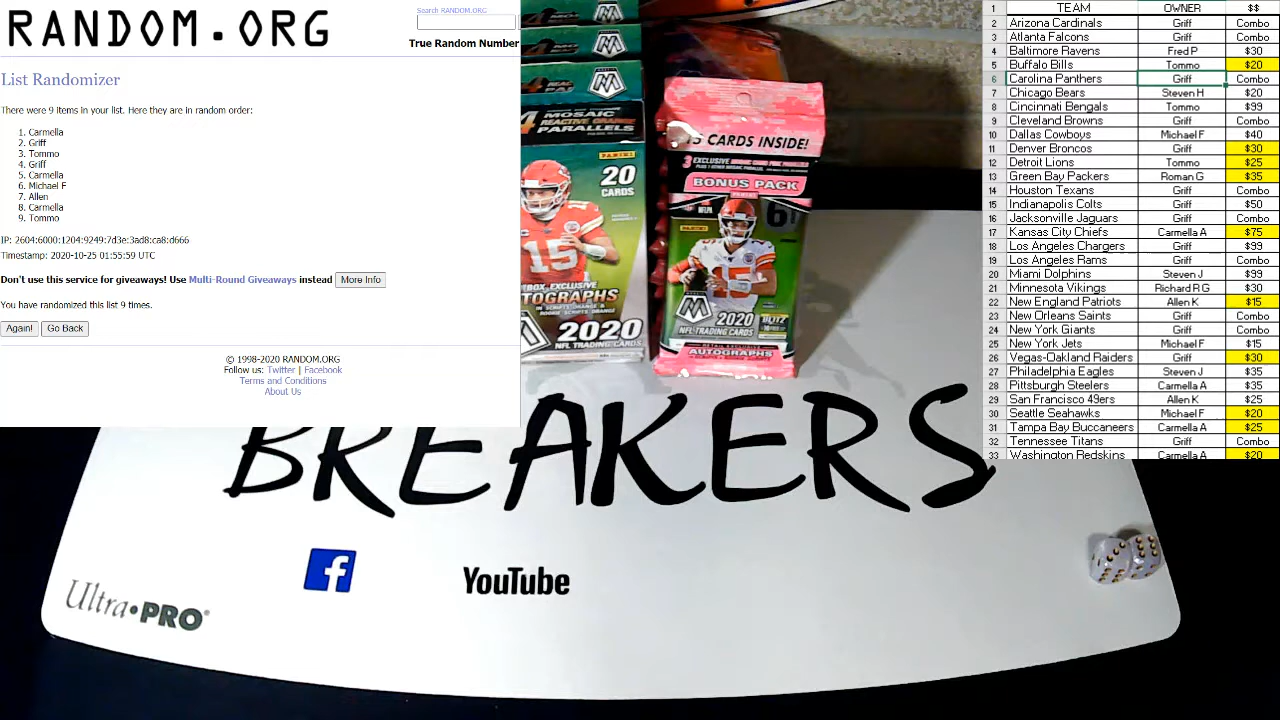 RANDOM.ORG
Search RANDOM.ORG
True Random Number
List Randomizer
There were 9 items in your list. Here they are in random order:
1. Carmella
2. Griff
3. Tommo
4. Griff
5. Carmella
6. Michael F
7. Allen
8. Carmella
9. Tommo
IP: 2604:6000:1204:9249:7d3e:3ad8:ca8:d666
Timestamp: 2020-10-25 01:55:59 UTC
Don't use this service for giveaways! Use Multi-Round Giveaways instead More Info
You have randomized this list 9 times.
Again! Go Back
© 1998-2020 RANDOM.ORG
Follow us: Twitter | Facebook
Terms and Conditions
About Us
MOSAIC
REACTIVE ORANGE
PARALLELS
PANINI
20
CARDS
15
EXCLUSIVE
TOGRAPHS
2020
NFL TRADING CARDS
15 CARDS INSIDE!
BONUS PACK
PANINI
15
2020
NFL TRADING CARDS
BLITZ
AUTOGRAPHS
1 TEAM OWNER $$
2 Arizona Cardinals Griff Combo
3 Atlanta Falcons Griff Combo
4 Baltimore Ravens Fred P $30
5 Buffalo Bills Tommo $20
6 Carolina Panthers Griff Combo
7 Chicago Bears Steven H $20
8 Cincinnati Bengals Tommo $99
9 Cleveland Browns Griff Combo
10 Dallas Cowboys Michael F $40
11 Denver Broncos Griff $30
12 Detroit Lions Tommo $25
13 Green Bay Packers Roman G $35
14 Houston Texans Griff Combo
15 Indianapolis Colts Griff $50
16 Jacksonville Jaguars Griff Combo
17 Kansas City Chiefs Carmella A $75
18 Los Angeles Chargers Griff $99
19 Los Angeles Rams Griff Combo
20 Miami Dolphins Steven J $99
21 Minnesota Vikings Richard R G $30
22 New England Patriots Allen K $15
23 New Orleans Saints Griff Combo
24 New York Giants Griff Combo
25 New York Jets Michael F $15
26 Vegas-Oakland Raiders Griff $30
27 Philadelphia Eagles Steven J $35
28 Pittsburgh Steelers Carmella A $35
29 San Francisco 49ers Allen K $25
30 Seattle Seahawks Michael F $20
31 Tampa Bay Buccaneers Carmella A $25
32 Tennessee Titans Griff Combo
33 Washington Redskins Carmella A $20
BREAKERS
f
YouTube
Ultra•PRO®